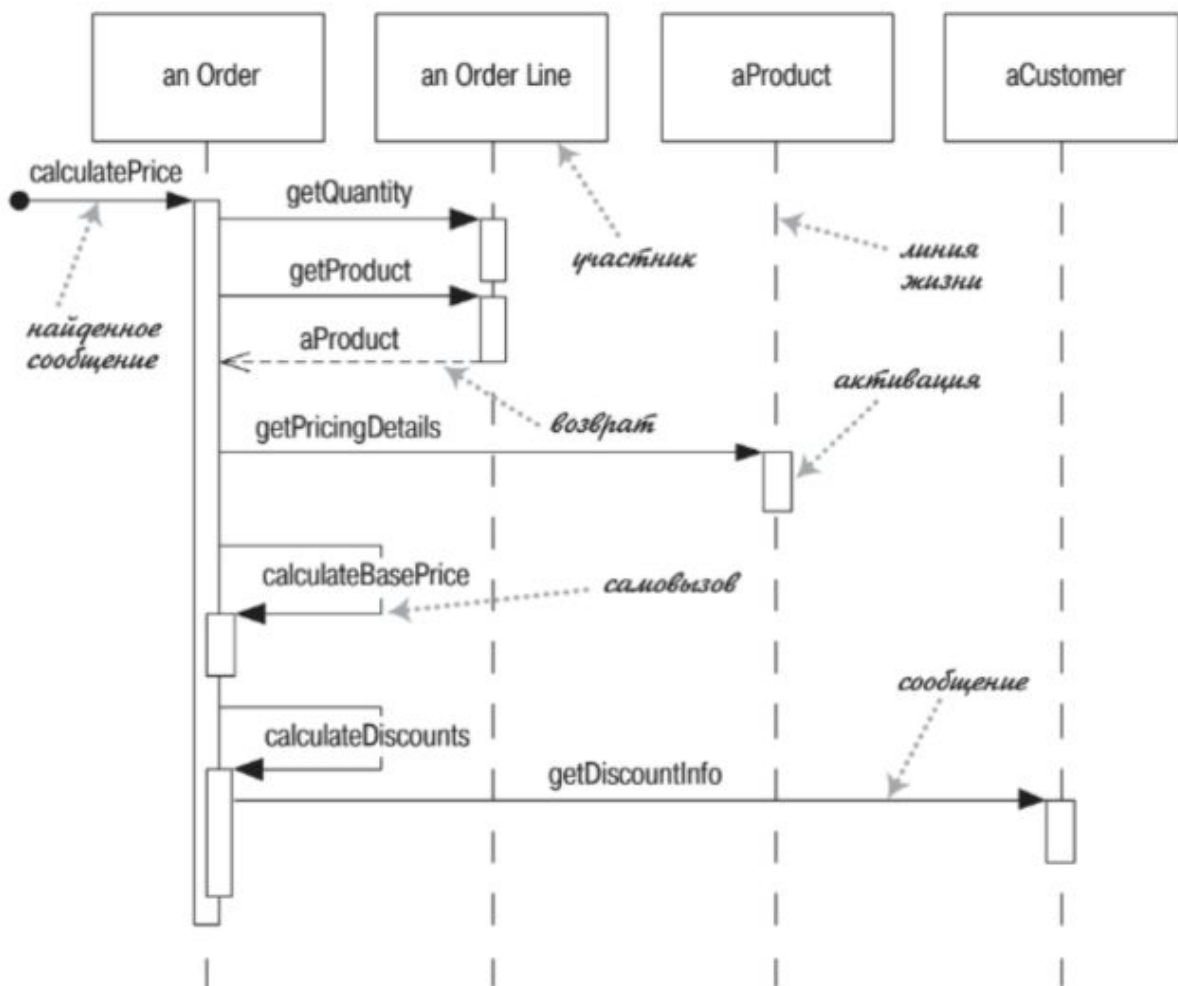 an Order
an Order Line
aProduct
aCustomer
calculatePrice
getQuantity
участник
линия
жизни
getProduct
найденное
сообщение
aProduct
активация
возврат
getPricingDetails
calculateBasePrice
самовызов
сообщение
calculateDiscounts
getDiscountInfo